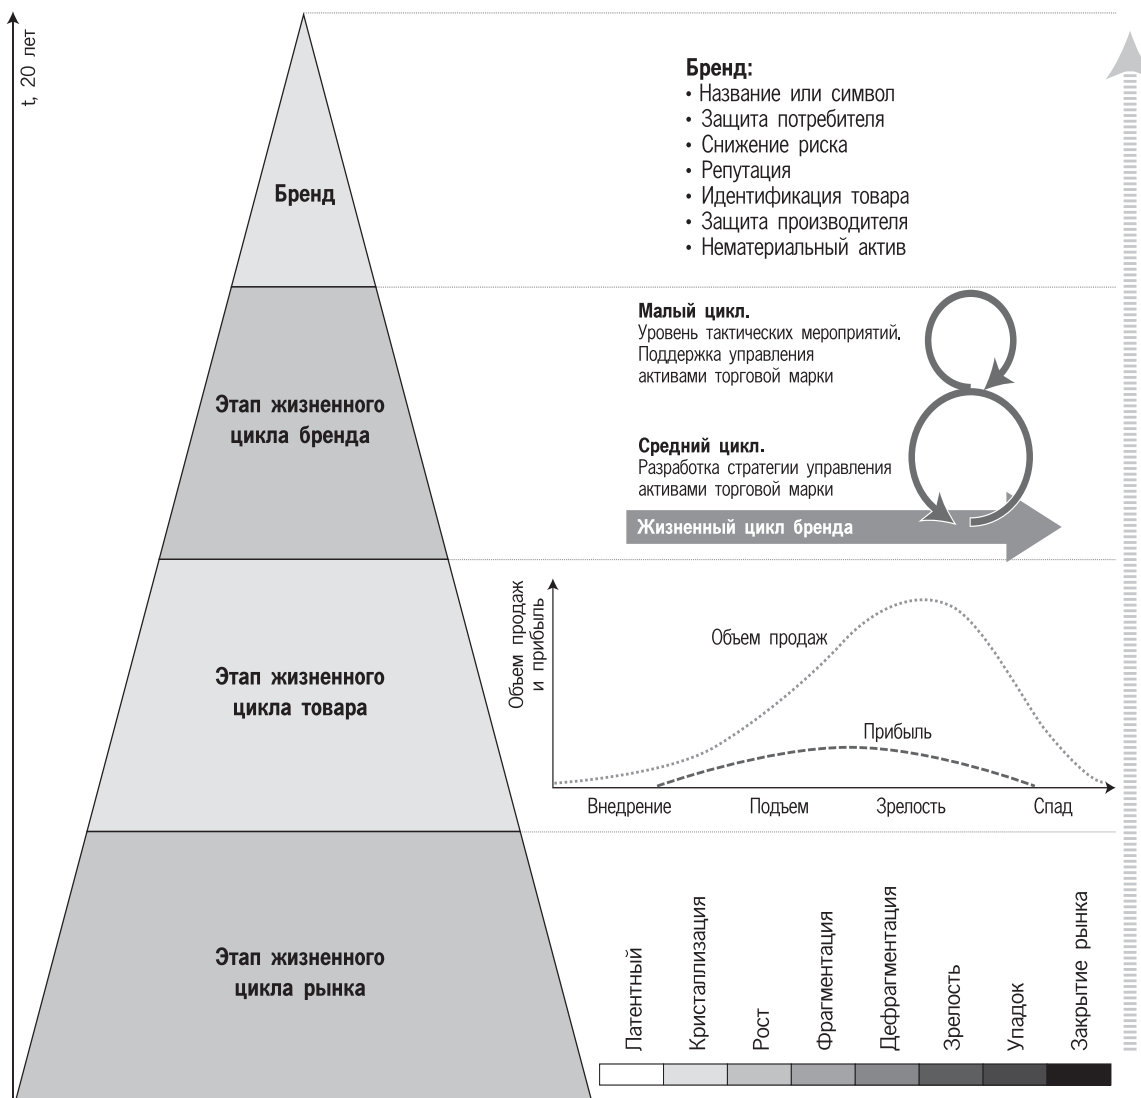 t, 20 лет
Бренд
Бренд:
• Название или символ
• Защита потребителя
• Снижение риска
• Репутация
• Идентификация товара
• Защита производителя
• Нематериальный актив
Этап жизненного
цикла бренда
Малый цикл.
Уровень тактических мероприятий.
Поддержка управления
активами торговой марки
Средний цикл.
Разработка стратегии управления
активами торговой марки
Жизненный цикл бренда
Этап жизненного
цикла товара
Объем продаж
и прибыль
Объем продаж
Прибыль
Внедрение
Подъем
Зрелость
Спад
Этап жизненного
цикла рынка
Латентный
Кристаллизация
Рост
Фрагментация
Дефрагментация
Зрелость
Упадок
Закрытие рынка